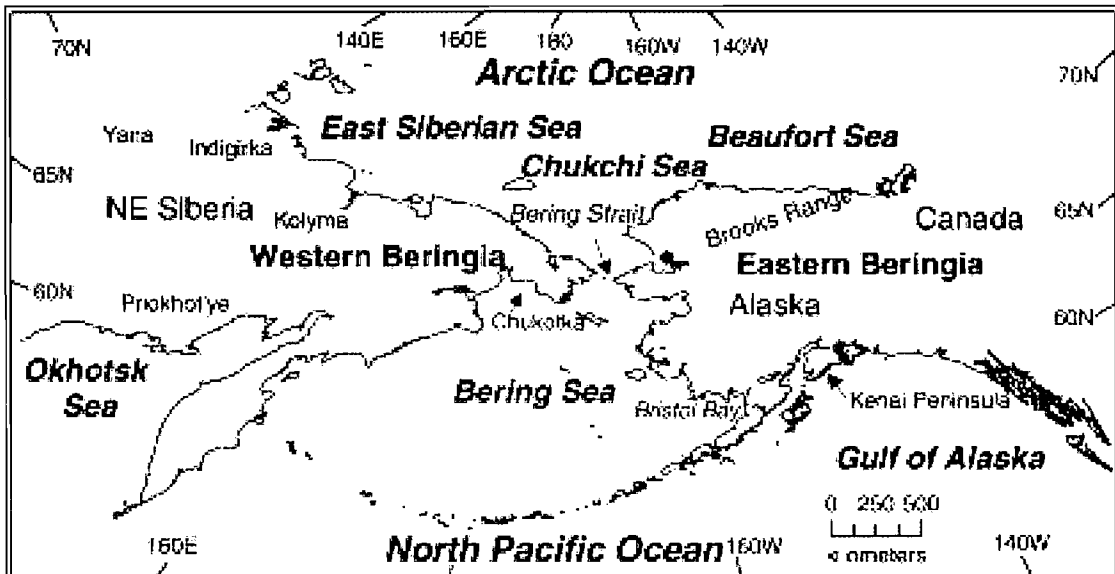 70N
140E
160E
180
160W
140W
70N
Arctic Ocean
East Siberian Sea
Beaufort Sea
Yana
Indigirka
Chukchi Sea
65N
NE Siberia
Kolyma
Bering Strait
Brooks Range
Canada
65N
Western Beringia
Eastern Beringia
60N
Priokhot'ye
Chukotka
Alaska
60N
Okhotsk
Sea
Bering Sea
Bristol Bay
Kenai Peninsula
Gulf of Alaska
0 250 500
160E
North Pacific Ocean
160W
140W